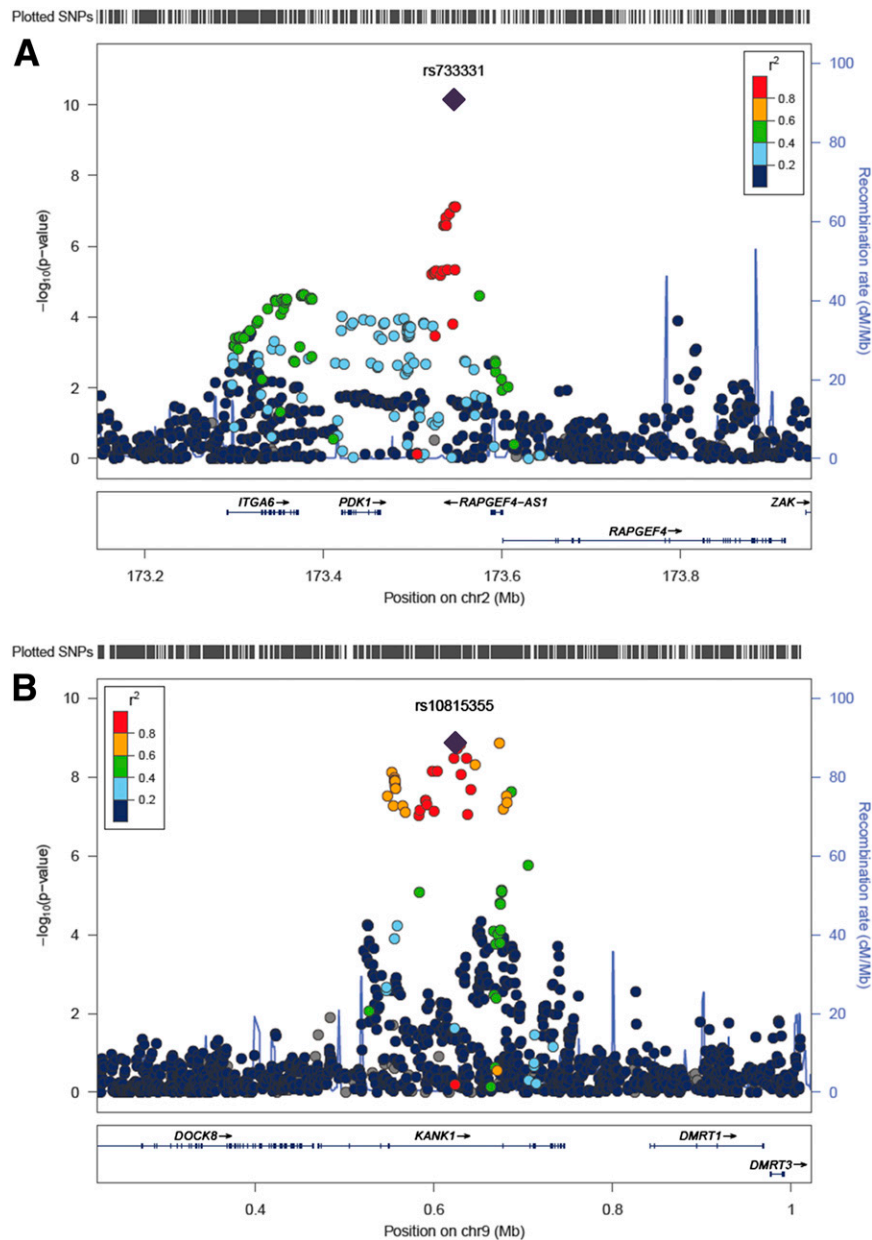 Plotted SNPs
A
rs733331
r²
0.8
0.6
0.4
0.2
10
8
6
4
2
0
−log₁₀(p−value)
100
80
60
40
20
0
Recombination rate (cM/Mb)
ITGA6→
PDK1→
←RAPGEF4−AS1
ZAK→
RAPGEF4→
173.2 173.4 173.6 173.8
Position on chr2 (Mb)
Plotted SNPs
B
rs10815355
r²
0.8
0.6
0.4
0.2
10
8
6
4
2
0
−log₁₀(p−value)
100
80
60
40
20
0
Recombination rate (cM/Mb)
DOCK8→
KANK1→
DMRT1→
DMRT3→
0.4 0.6 0.8 1
Position on chr9 (Mb)